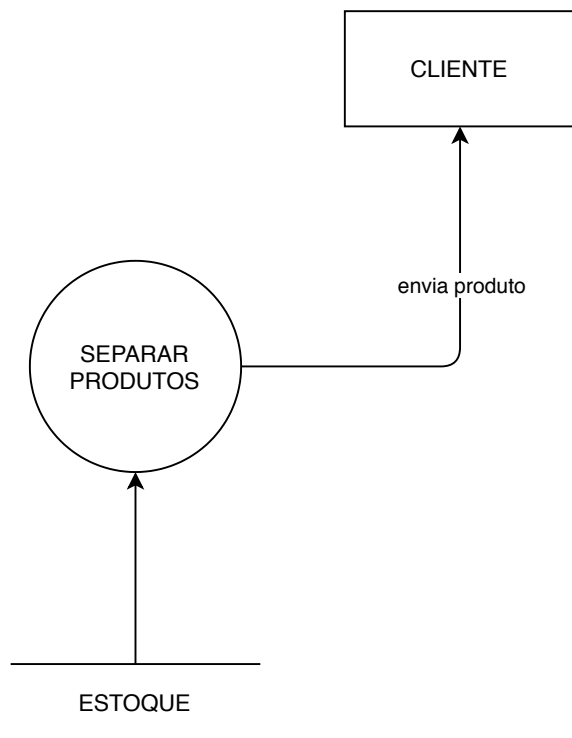 CLIENTE
envia produto
SEPARAR
PRODUTOS
ESTOQUE